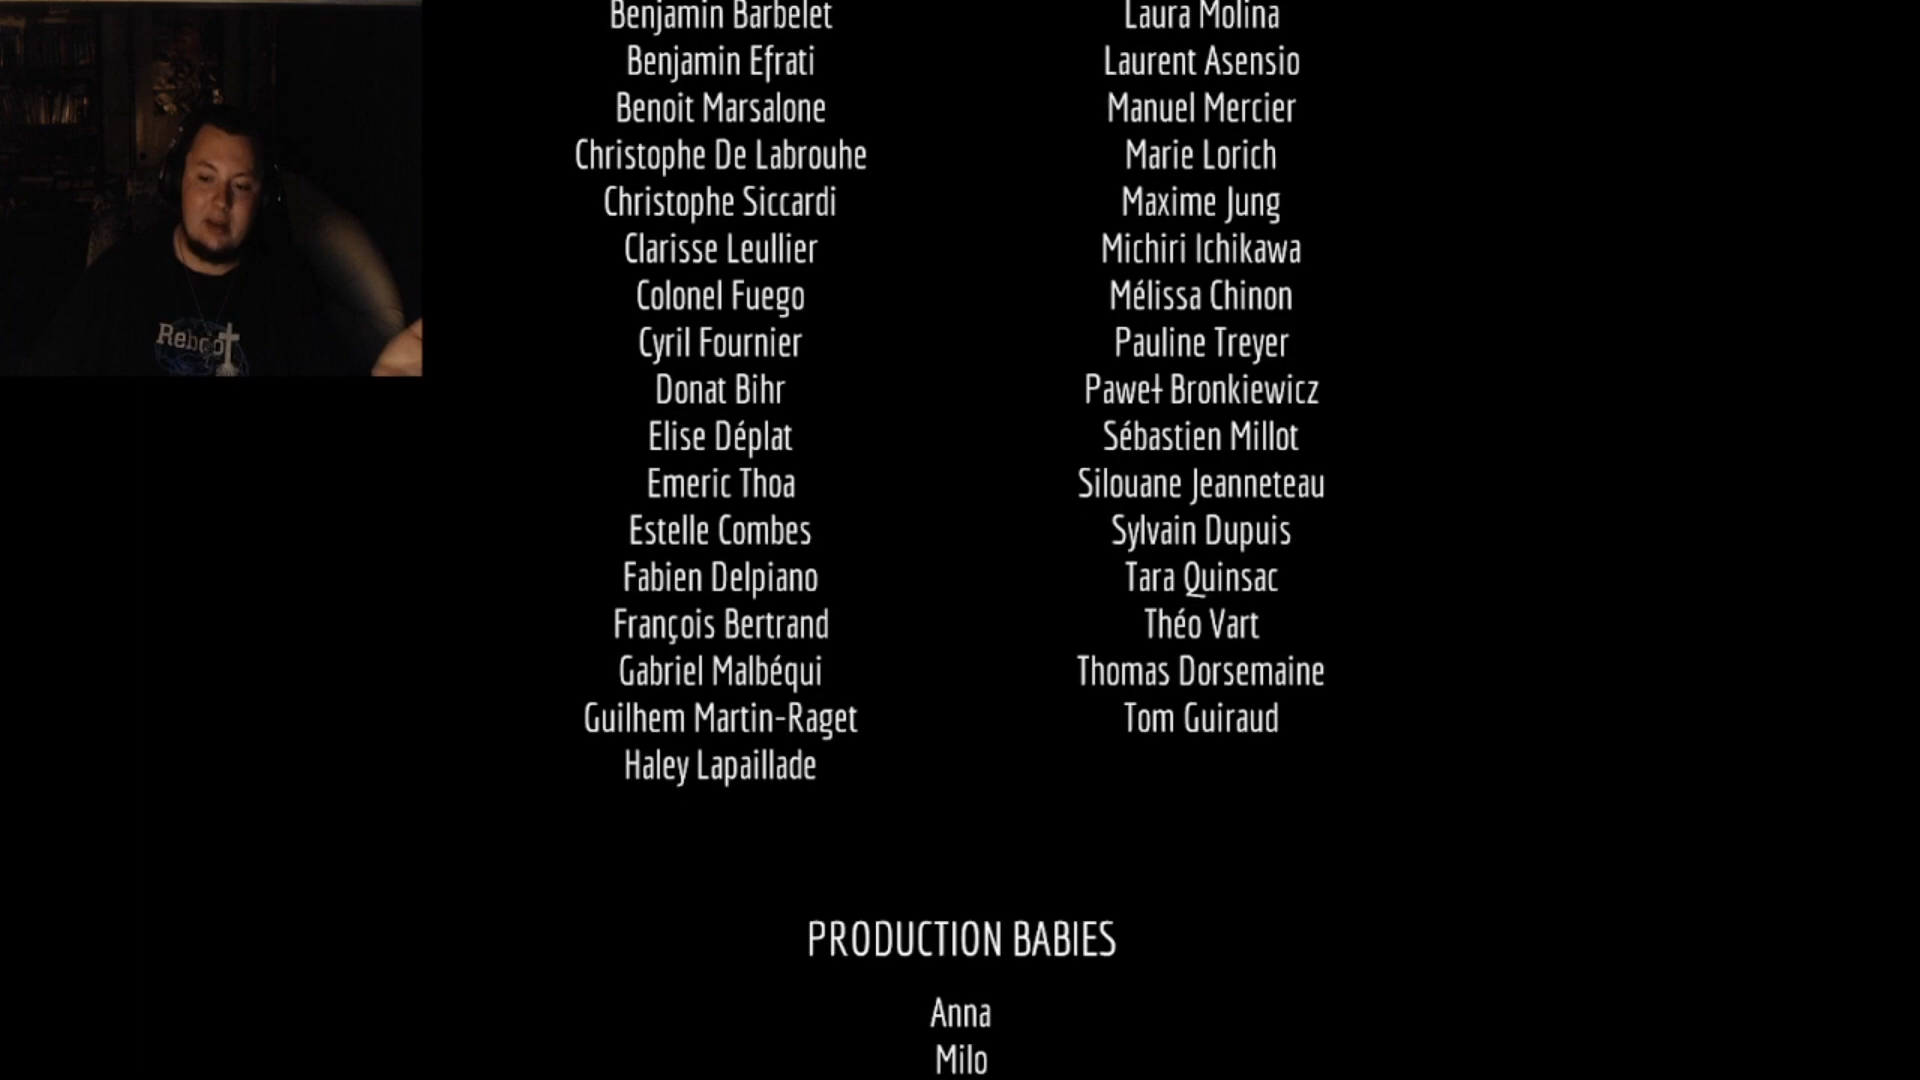 Benjamin Barbelet
Benjamin Efrati
Benoit Marsalone
Christophe De Labrouhe
Christophe Siccardi
Clarisse Leullier
Colonel Fuego
Cyril Fournier
Donat Bihr
Elise Déplat
Emeric Thoa
Estelle Combes
Fabien Delpiano
François Bertrand
Gabriel Malbéqui
Guilhem Martin-Raget
Haley Lapaillade
Laura Molina
Laurent Asensio
Manuel Mercier
Marie Lorich
Maxime Jung
Michiri Ichikawa
Mélissa Chinon
Pauline Treyer
Paweł Bronkiewicz
Sébastien Millot
Silouane Jeanneteau
Sylvain Dupuis
Tara Quinsac
Théo Vart
Thomas Dorsemaine
Tom Guiraud
PRODUCTION BABIES
Anna
Milo
Reboot